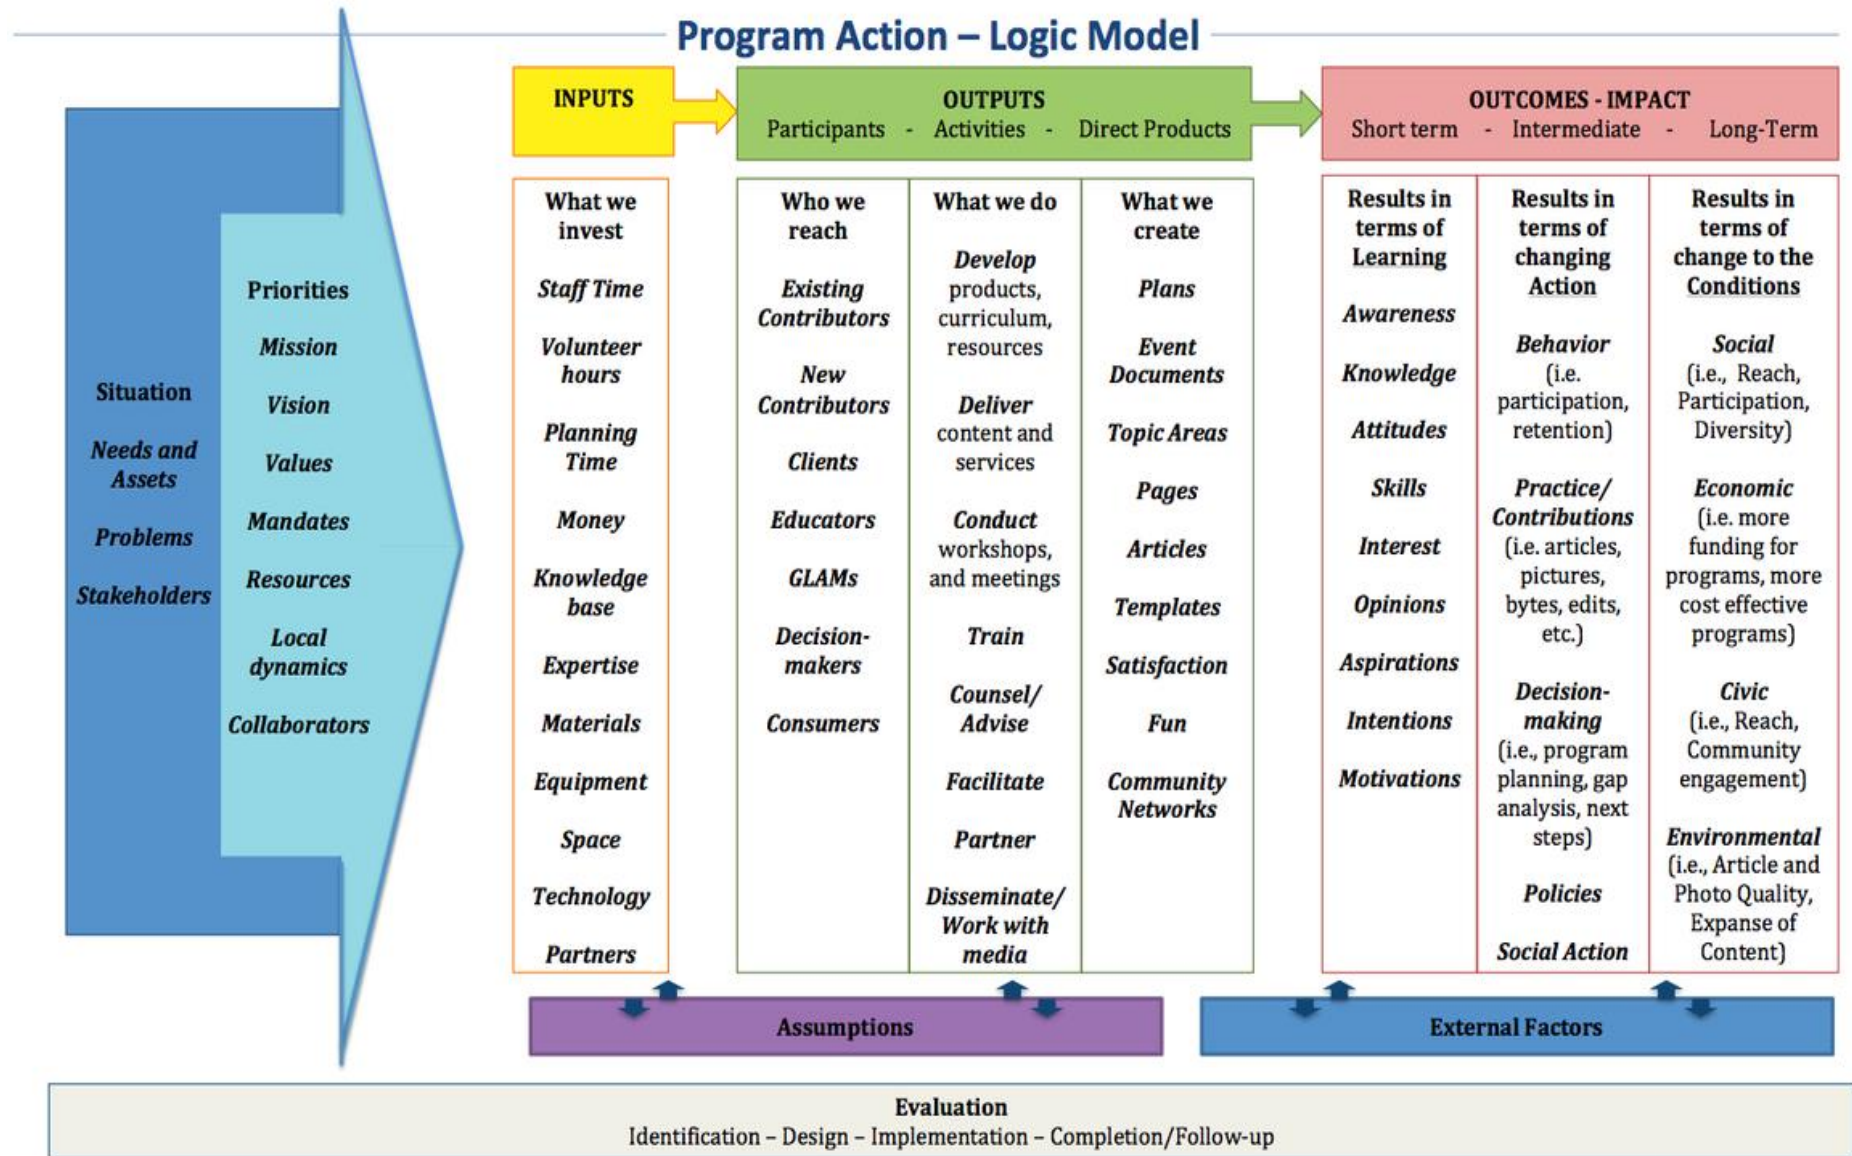 Program Action – Logic Model
Situation
Needs and
Assets
Problems
Stakeholders
Priorities
Mission
Vision
Values
Mandates
Resources
Local
dynamics
Collaborators
INPUTS
What we
invest
Staff Time
Volunteer
hours
Planning
Time
Money
Knowledge
base
Expertise
Materials
Equipment
Space
Technology
Partners
OUTPUTS
Participants - Activities - Direct Products
Who we
reach
Existing
Contributors
New
Contributors
Clients
Educators
GLAMs
Decision-
makers
Consumers
What we do
Develop
products,
curriculum,
resources
Deliver
content and
services
Conduct
workshops,
and meetings
Train
Counsel/
Advise
Facilitate
Partner
Disseminate/
Work with
media
What we
create
Plans
Event
Documents
Topic Areas
Pages
Articles
Templates
Satisfaction
Fun
Community
Networks
OUTCOMES - IMPACT
Short term - Intermediate - Long-Term
Results in
terms of
Learning
Awareness
Knowledge
Attitudes
Skills
Interest
Opinions
Aspirations
Intentions
Motivations
Results in
terms of
changing
Action
Behavior
(i.e.
participation,
retention)
Practice/
Contributions
(i.e. articles,
pictures,
bytes, edits,
etc.)
Decision-
making
(i.e., program
planning, gap
analysis, next
steps)
Policies
Social Action
Results in
terms of
change to the
Conditions
Social
(i.e., Reach,
Participation,
Diversity)
Economic
(i.e. more
funding for
programs, more
cost effective
programs)
Civic
(i.e., Reach,
Community
engagement)
Environmental
(i.e., Article and
Photo Quality,
Expanse of
Content)
Assumptions
External Factors
Evaluation
Identification – Design – Implementation – Completion/Follow-up